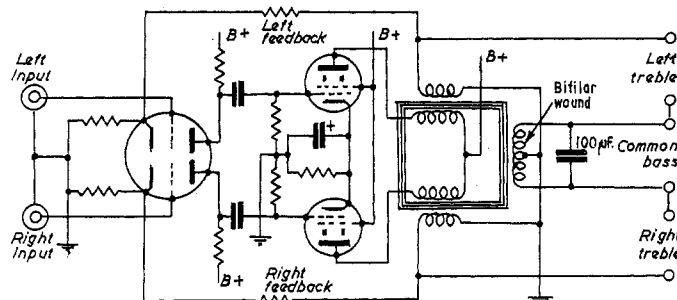 Left
Input
B+
Left
feedback
B+
B+
Left
treble
Bifilar
wound
+
100µF.
Common
bass
Right
Input
B+
Right
feedback
Right
treble